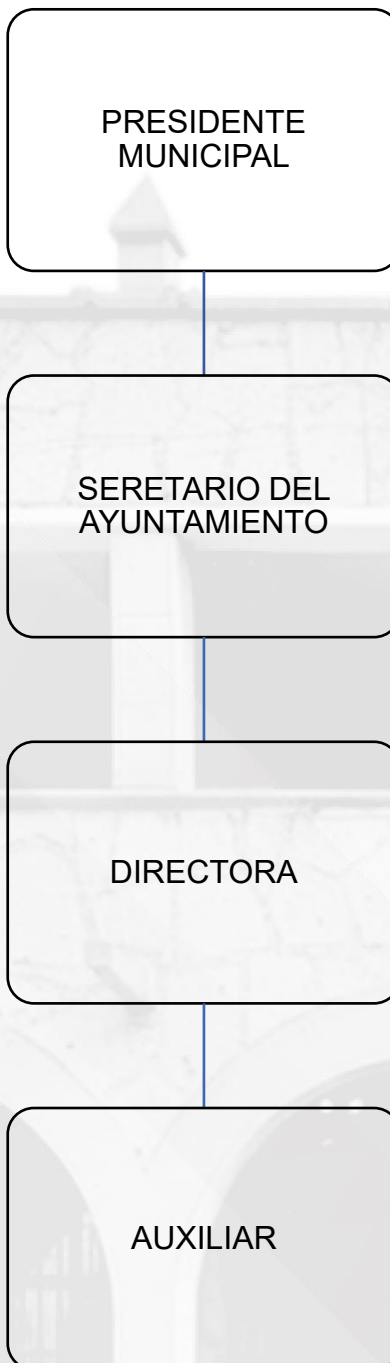 PRESIDENTE
MUNICIPAL
SERETARIO DEL
AYUNTAMIENTO
DIRECTORA
AUXILIAR